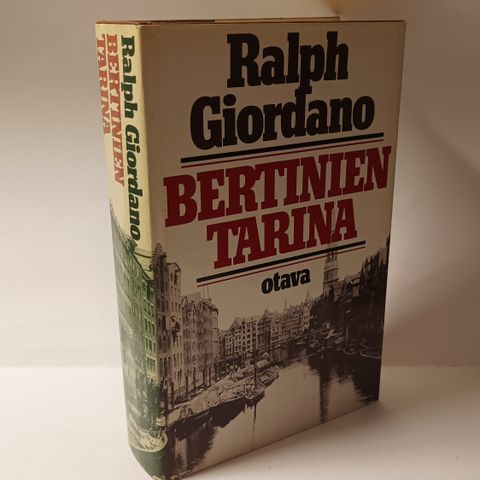 Ralph
Giordano
BERTINIEN
TARINA
otava
Ralph Giordano
BERTINIEN
TARINA